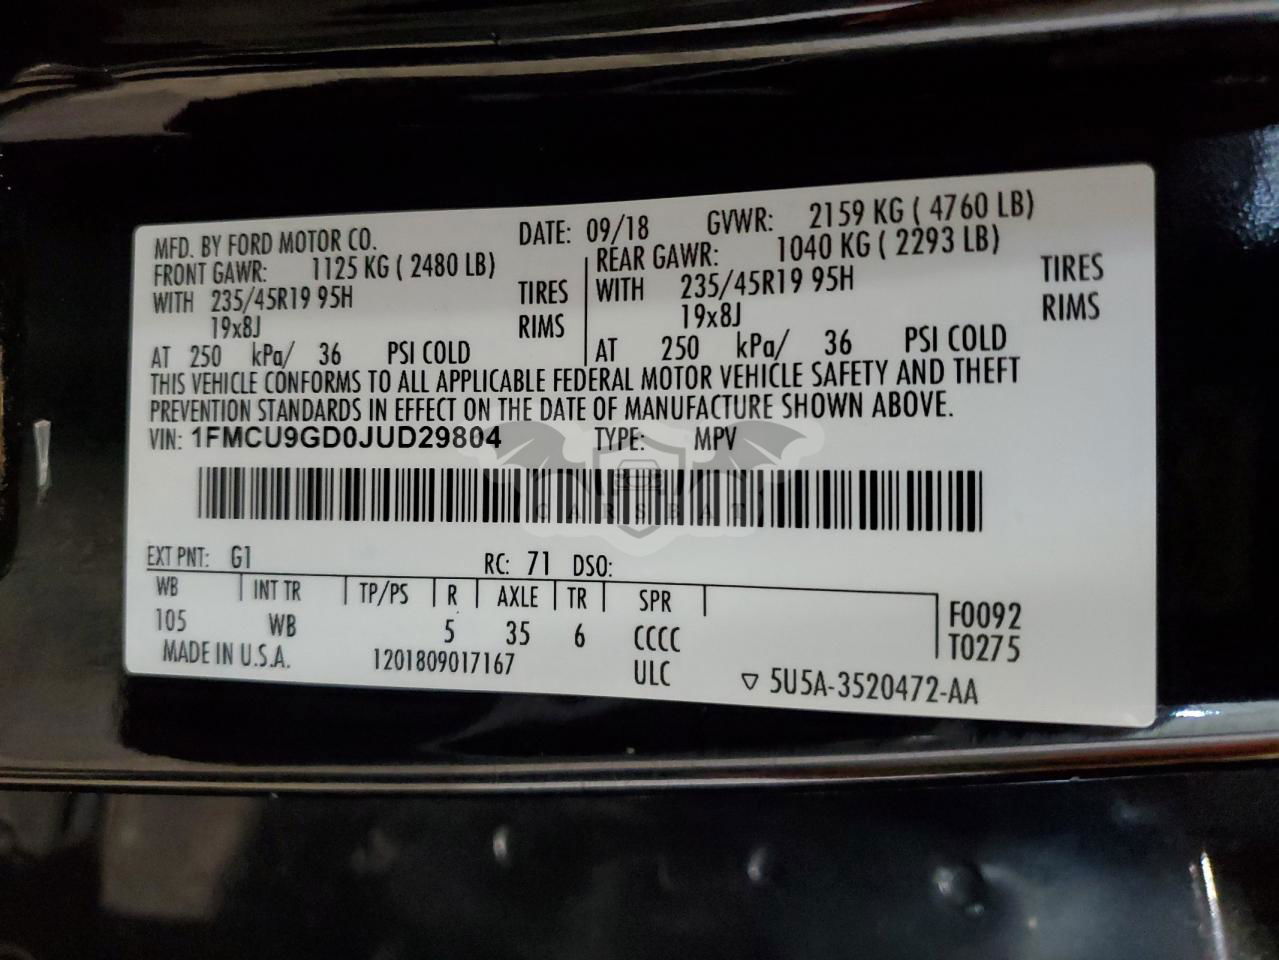 MFD. BY FORD MOTOR CO. DATE: 09/18 GVWR: 2159 KG ( 4760 LB)
FRONT GAWR: 1125 KG ( 2480 LB) REAR GAWR: 1040 KG ( 2293 LB)
WITH 235/45R19 95H TIRES WITH 235/45R19 95H TIRES
19x8J RIMS 19x8J RIMS
AT 250 kPa/ 36 PSI COLD AT 250 kPa/ 36 PSI COLD
THIS VEHICLE CONFORMS TO ALL APPLICABLE FEDERAL MOTOR VEHICLE SAFETY AND THEFT
PREVENTION STANDARDS IN EFFECT ON THE DATE OF MANUFACTURE SHOWN ABOVE.
VIN: 1FMCU9GD0JUD29804 TYPE: MPV
CARSBAT
EXT PNT: G1 RC: 71 DSO:
WB INT TR TP/PS R AXLE TR SPR F0092
105 WB 5 35 6 CCCC T0275
MADE IN U.S.A. 1201809017167 ULC ▽ 5U5A-3520472-AA